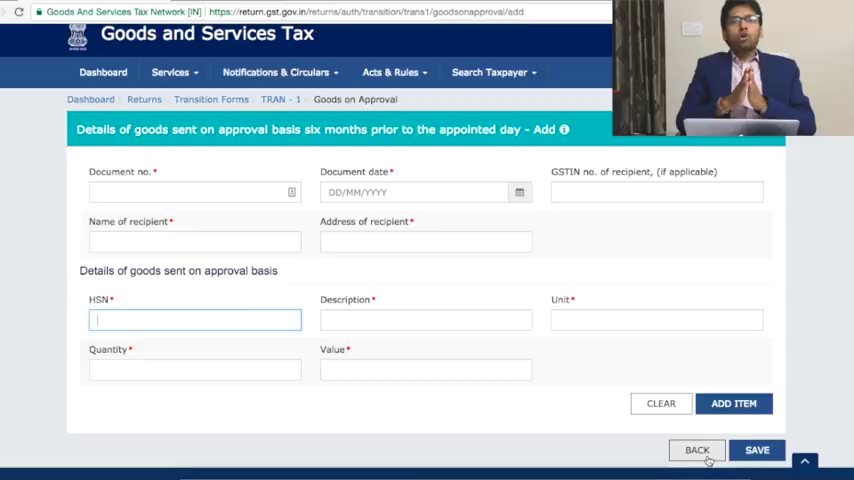 Goods And Services Tax Network [IN] https://return.gst.gov.in/returns/auth/transition/trans1/goodsonapproval/add
Goods and Services Tax
Dashboard Services Notifications & Circulars Acts & Rules Search Taxpayer
Dashboard Returns Transition Forms TRAN - 1 Goods on Approval
Details of goods sent on approval basis six months prior to the appointed day - Add
Document no.* Document date* GSTIN no. of recipient, (if applicable)
DD/MM/YYYY
Name of recipient* Address of recipient*
Details of goods sent on approval basis
HSN* Description* Unit*
Quantity* Value*
CLEAR ADD ITEM
BACK SAVE